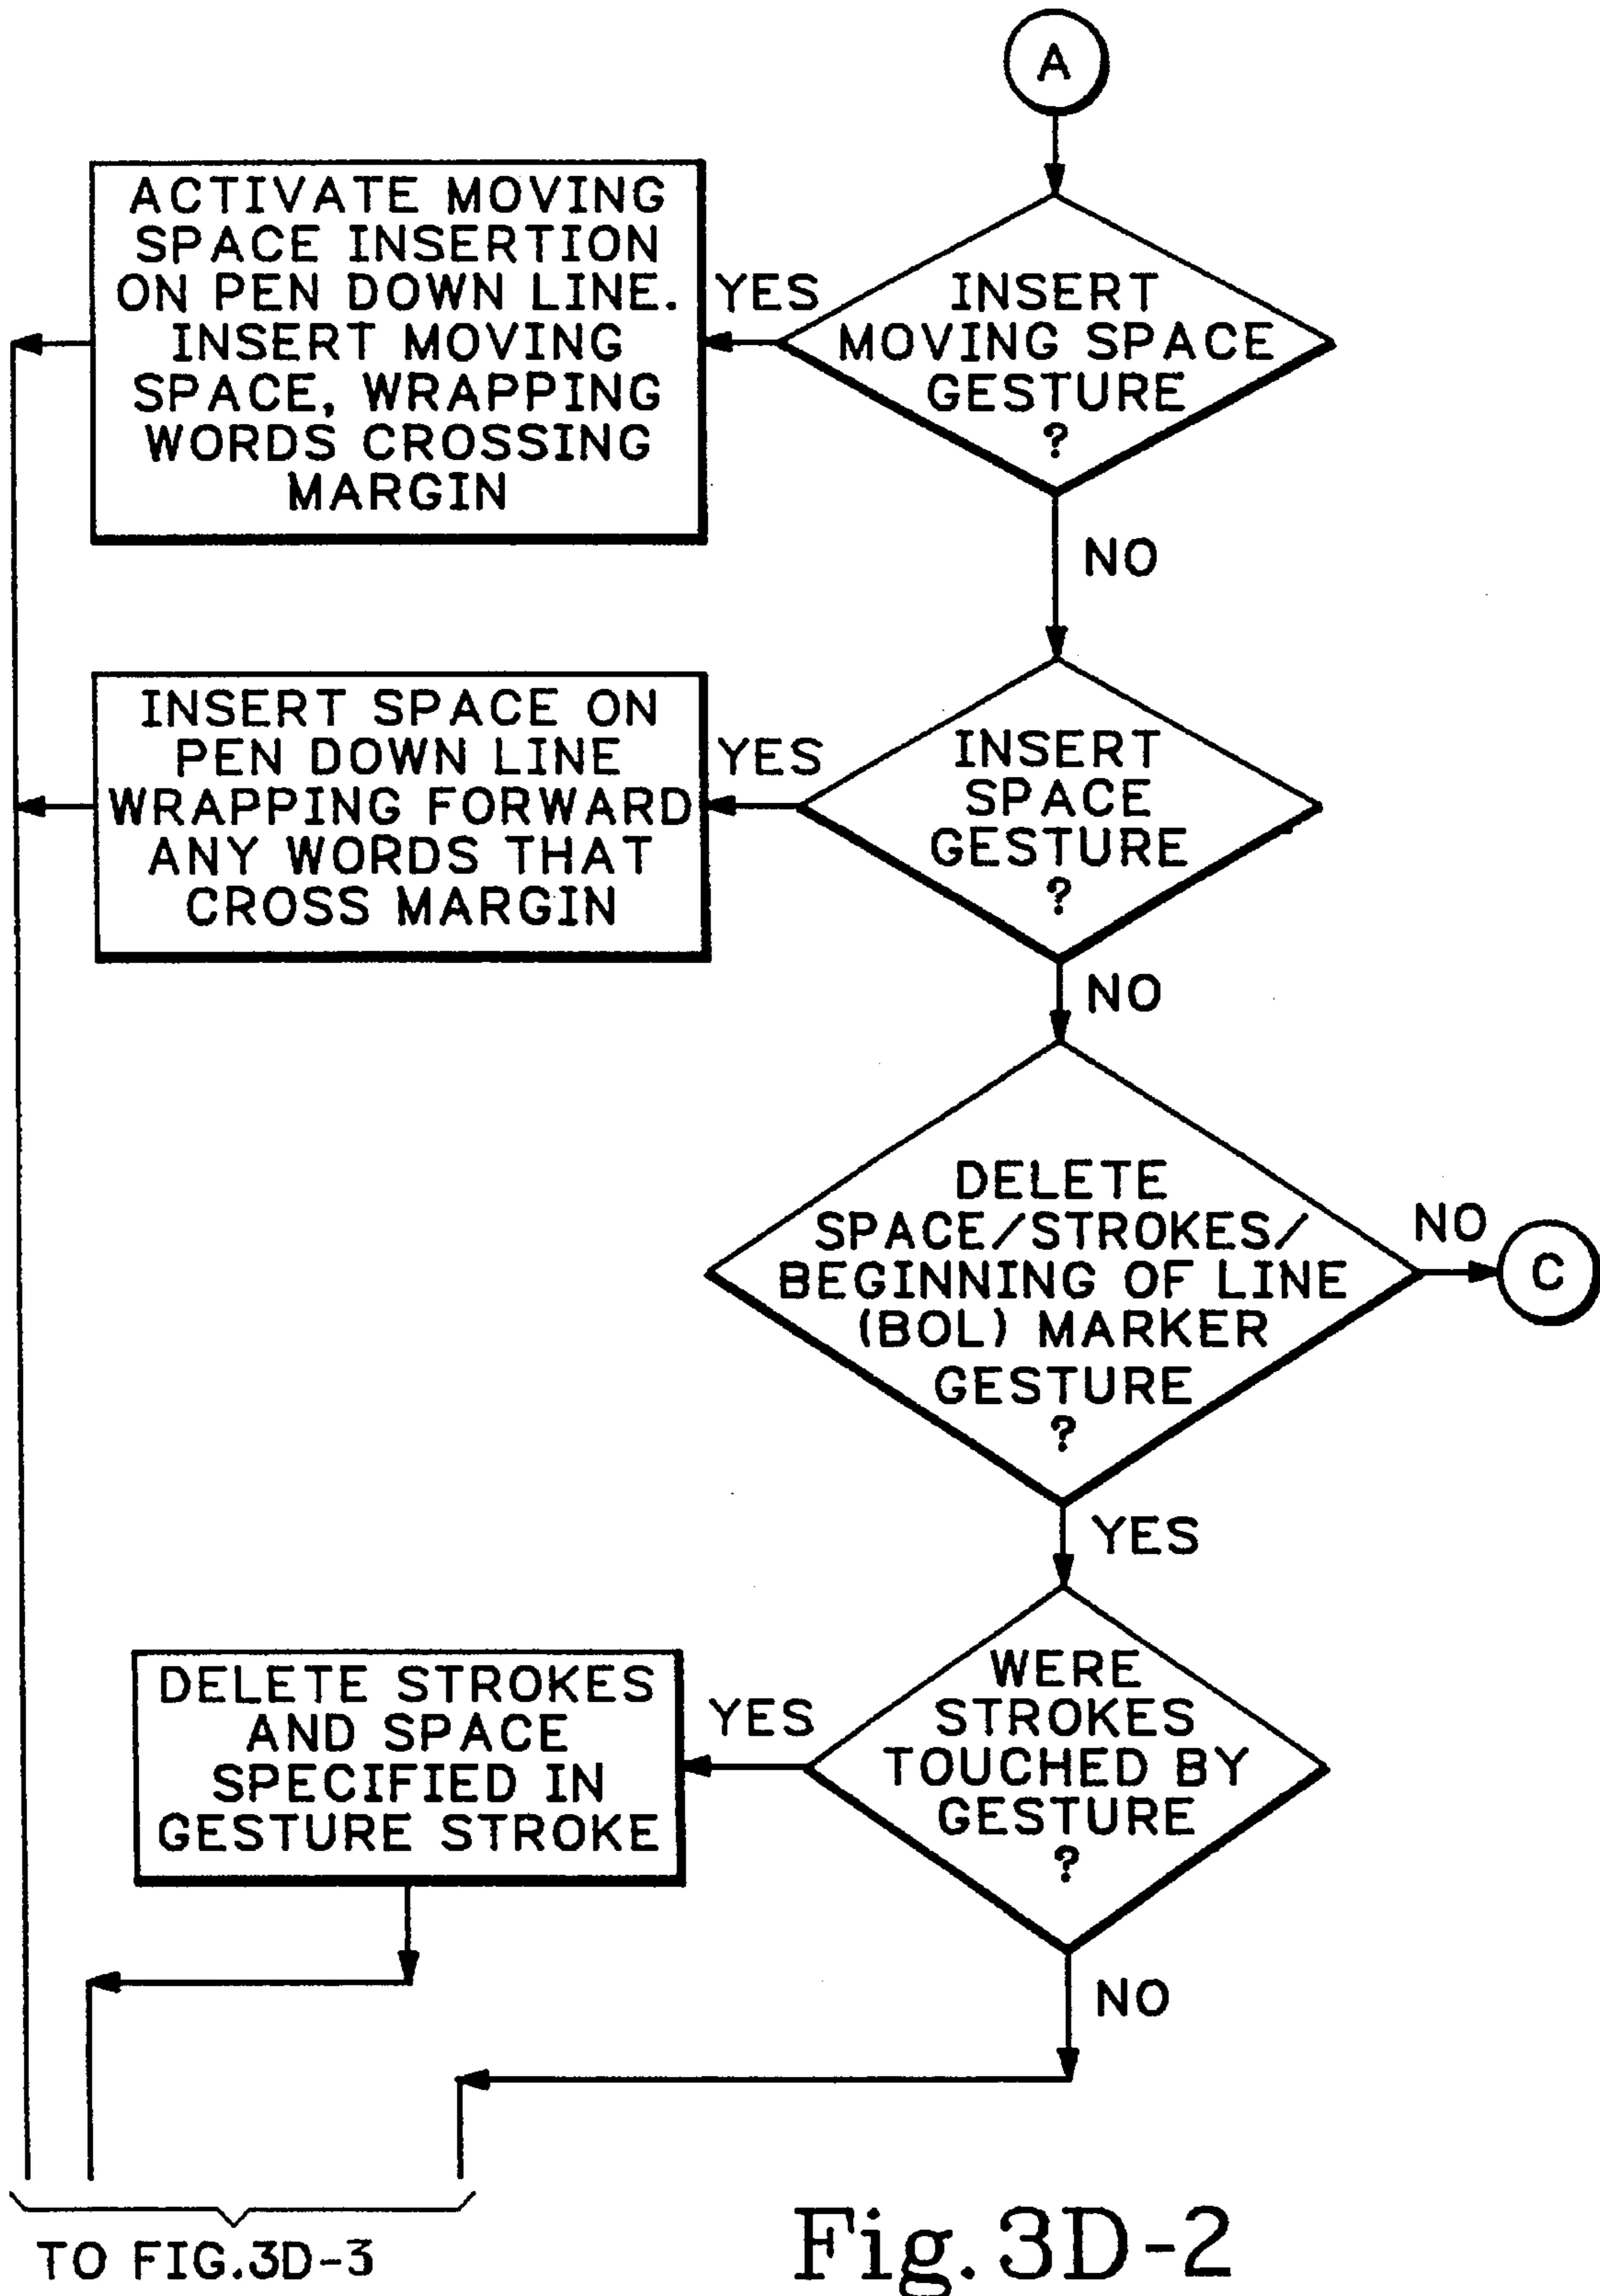 A
ACTIVATE MOVING
SPACE INSERTION
ON PEN DOWN LINE.
INSERT MOVING
SPACE, WRAPPING
WORDS CROSSING
MARGIN
YES
INSERT
MOVING SPACE
GESTURE
?
NO
INSERT SPACE ON
PEN DOWN LINE
WRAPPING FORWARD
ANY WORDS THAT
CROSS MARGIN
YES
INSERT
SPACE
GESTURE
?
NO
DELETE
SPACE/STROKES/
BEGINNING OF LINE
(BOL) MARKER
GESTURE
?
NO
C
YES
DELETE STROKES
AND SPACE
SPECIFIED IN
GESTURE STROKE
YES
WERE
STROKES
TOUCHED BY
GESTURE
?
NO
TO FIG.3D-3
Fig. 3D-2